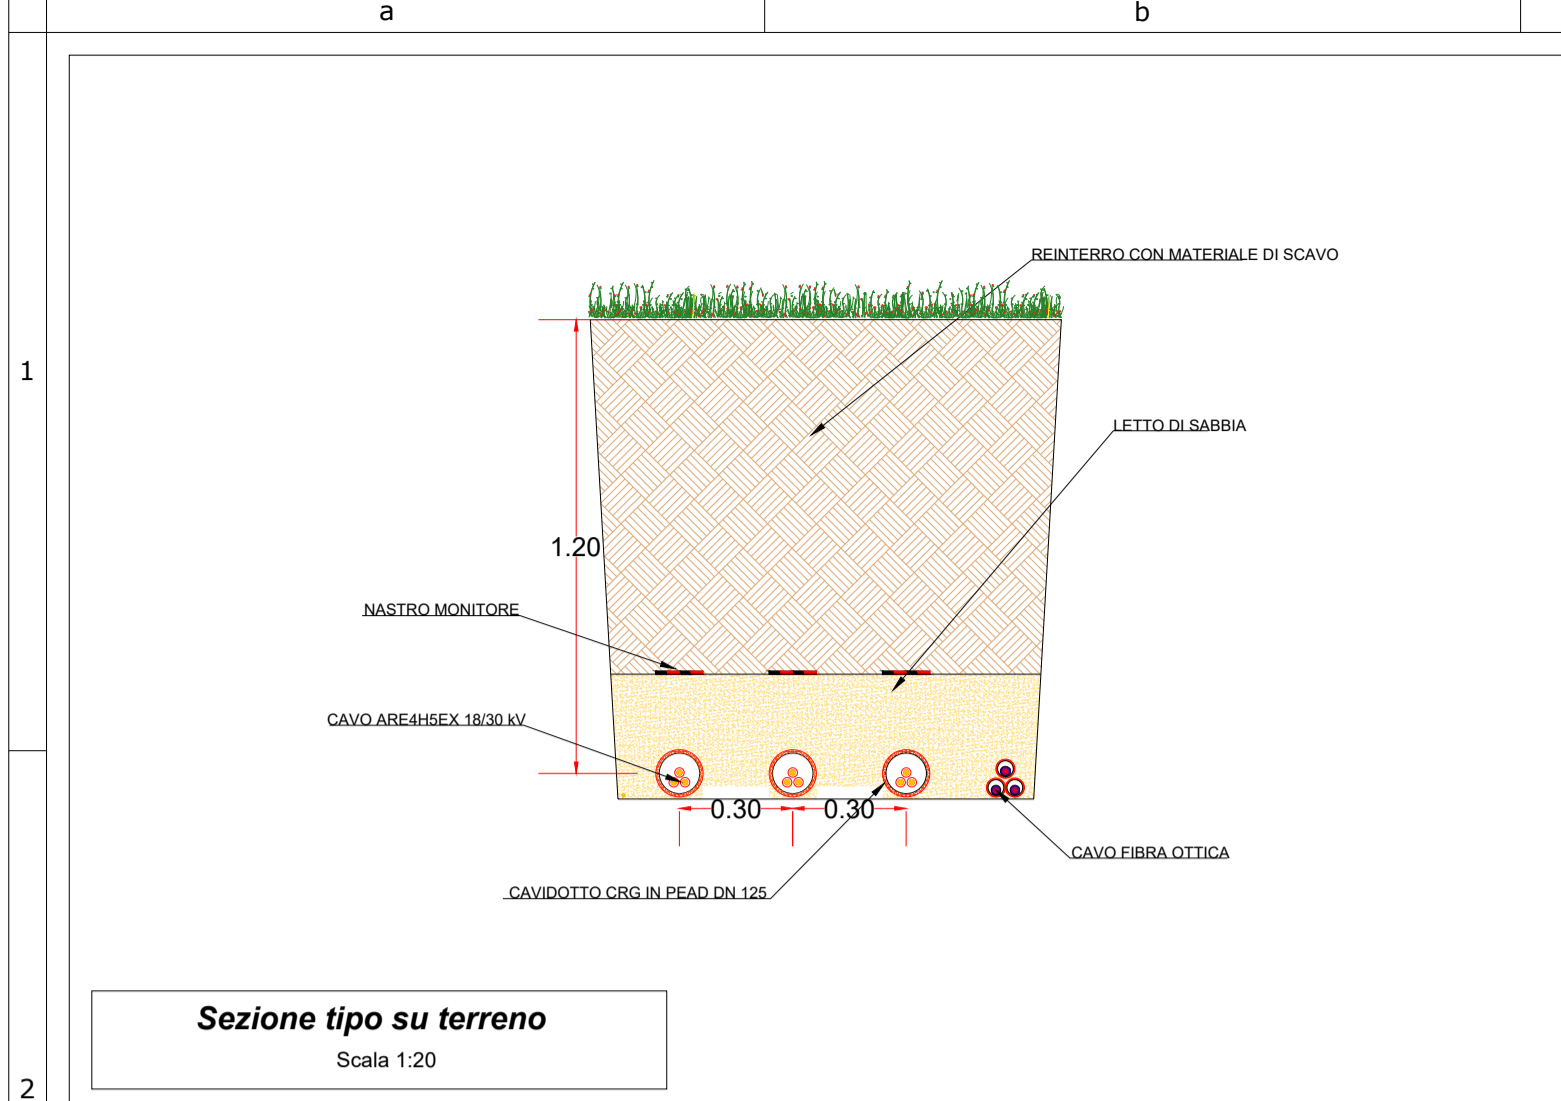 a
b
1
REINTERRO CON MATERIALE DI SCAVO
LETTO DI SABBIA
1.20
NASTRO MONITORE
CAVO ARE4H5EX 18/30 kV
0.30
0.30
CAVO FIBRA OTTICA
CAVIDOTTO CRG IN PEAD DN 125
Sezione tipo su terreno
Scala 1:20
2